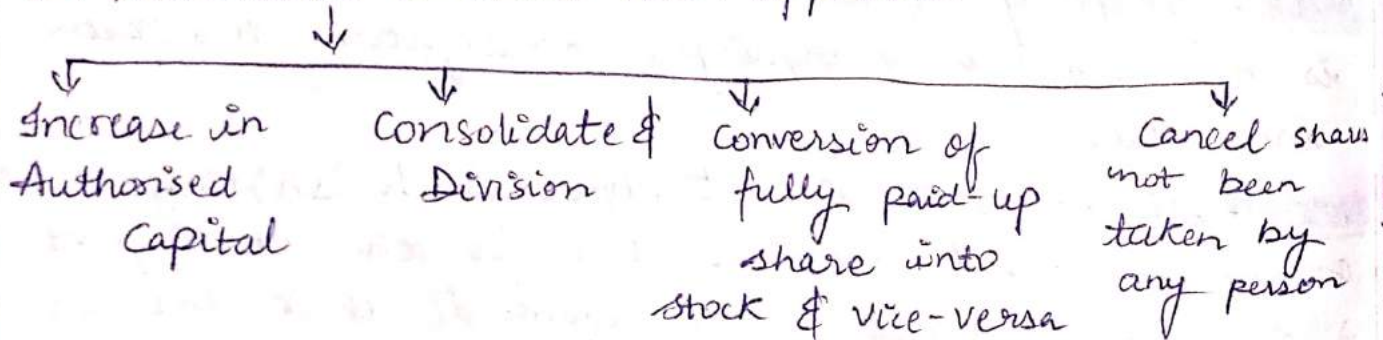 Increase in
Authorised
Capital
Consolidate &
Division
Conversion of
fully paid-up
share into
stock & vice-versa
Cancel shares
not been
taken by
any person